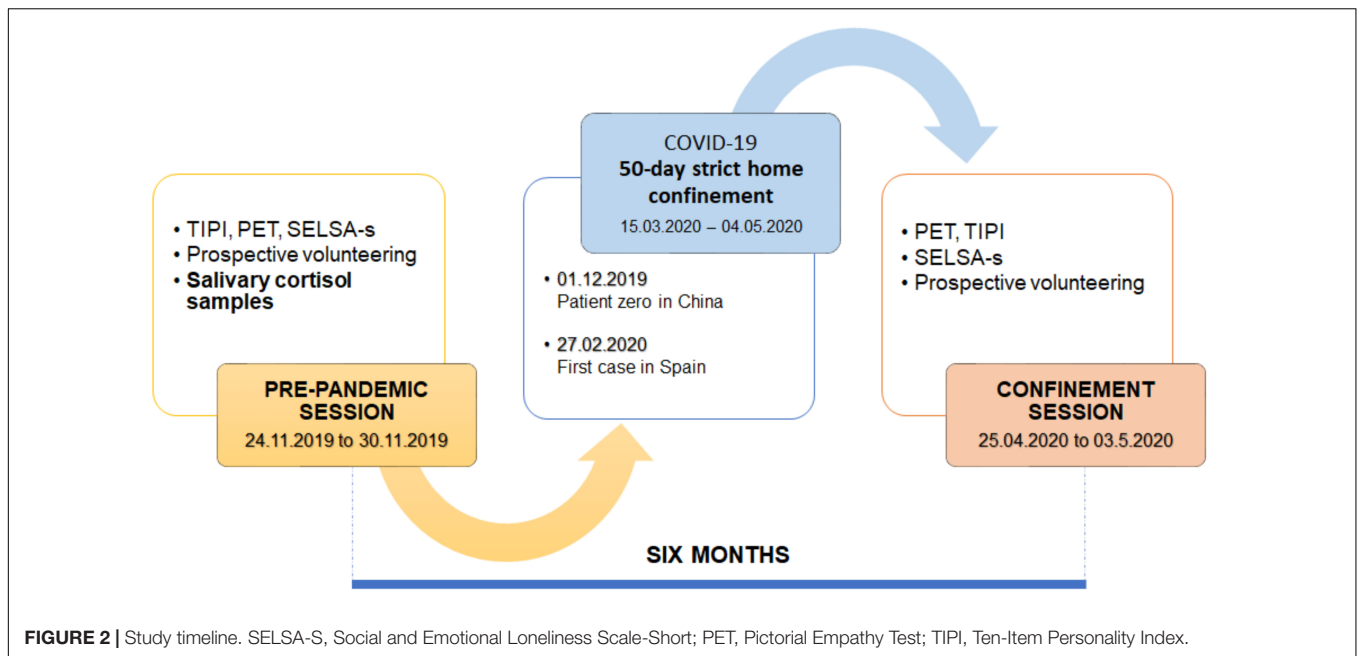 • TIPI, PET, SELSA-s
• Prospective volunteering
• Salivary cortisol
samples
PRE-PANDEMIC
SESSION
24.11.2019 to 30.11.2019
COVID-19
50-day strict home
confinement
15.03.2020 – 04.05.2020
• 01.12.2019
Patient zero in China
• 27.02.2020
First case in Spain
• PET, TIPI
• SELSA-s
• Prospective volunteering
CONFINEMENT
SESSION
25.04.2020 to 03.5.2020
SIX MONTHS
FIGURE 2 | Study timeline. SELSA-S, Social and Emotional Loneliness Scale-Short; PET, Pictorial Empathy Test; TIPI, Ten-Item Personality Index.